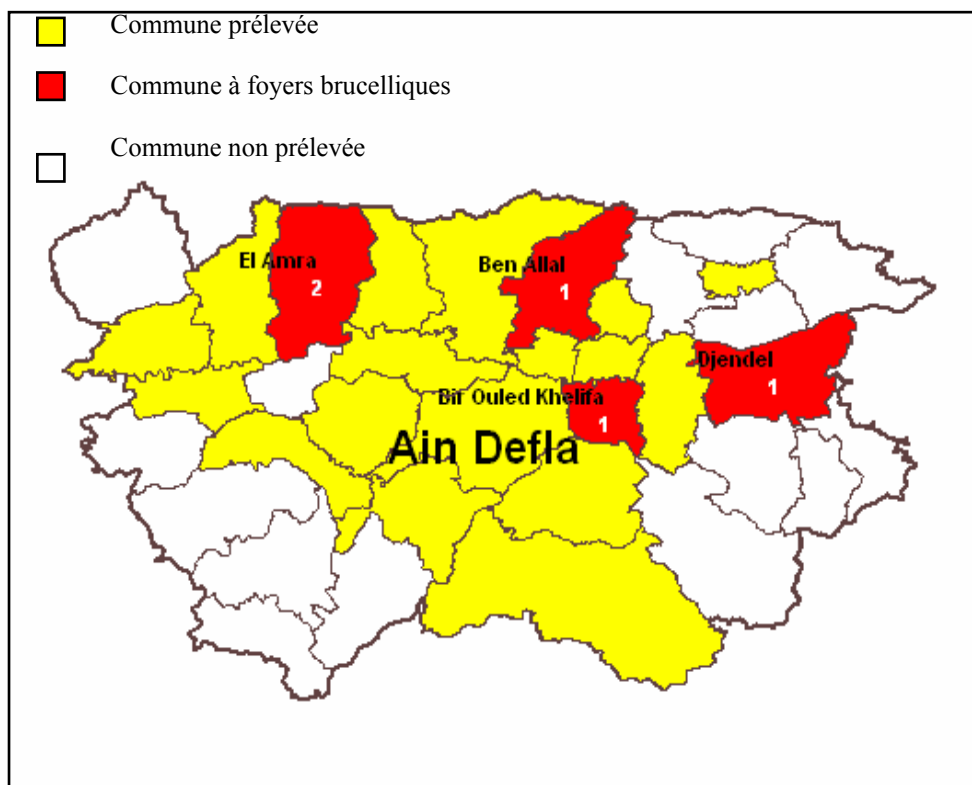 Commune prélevée
Commune à foyers brucelliques
Commune non prélevée
El Amra
2
Ben Allal
1
Djendel
1
Bif Ouled Khelifa
1
Ain Defla